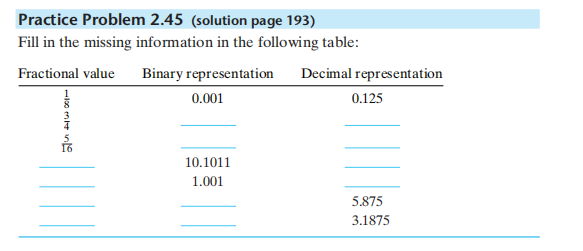 Practice Problem 2.45 (solution page 193)
Fill in the missing information in the following table:
Fractional value Binary representation Decimal representation
1/8 0.001 0.125
3/4
5/16
10.1011
1.001
5.875
3.1875